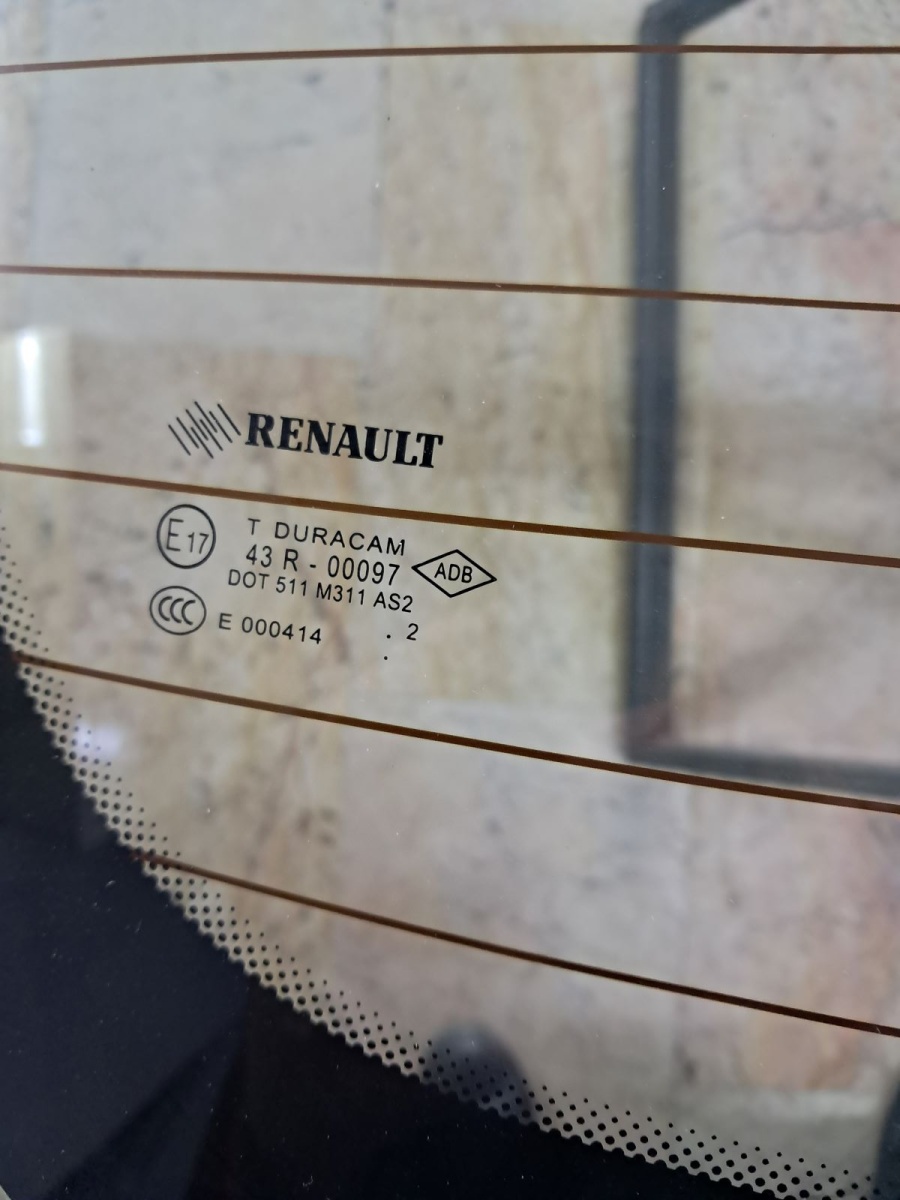 RENAULT
E17 T DURACAM
43 R - 00097 ADB
DOT 511 M311 AS2
CCC E 000414 . 2
.